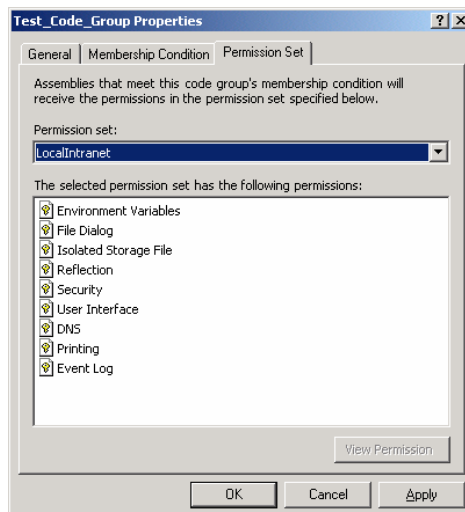 Test_Code_Group Properties
General
Membership Condition
Permission Set
Assemblies that meet this code group's membership condition will
receive the permissions in the permission set specified below.
Permission set:
LocalIntranet
The selected permission set has the following permissions:
Environment Variables
File Dialog
Isolated Storage File
Reflection
Security
User Interface
DNS
Printing
Event Log
View Permission
OK
Cancel
Apply